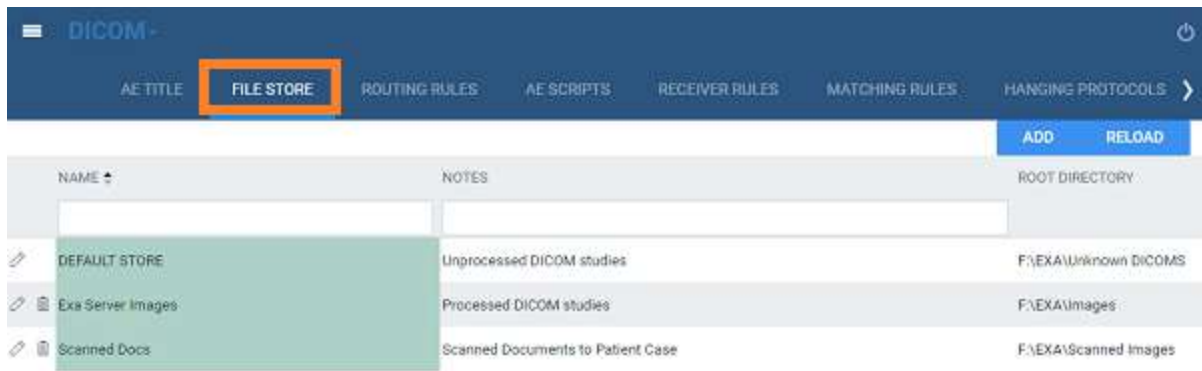 DICOM-
AE TITLE FILE STORE ROUTING RULES AE SCRIPTS RECEIVER RULES MATCHING RULES HANGING PROTOCOLS
ADD RELOAD
NAME NOTES ROOT DIRECTORY
DEFAULT STORE Unprocessed DICOM studies F:\EXA\Unknown DICOMS
Exa Server Images Processed DICOM studies F:\EXA\Images
Scanned Docs Scanned Documents to Patient Case F:\EXA\Scanned Images